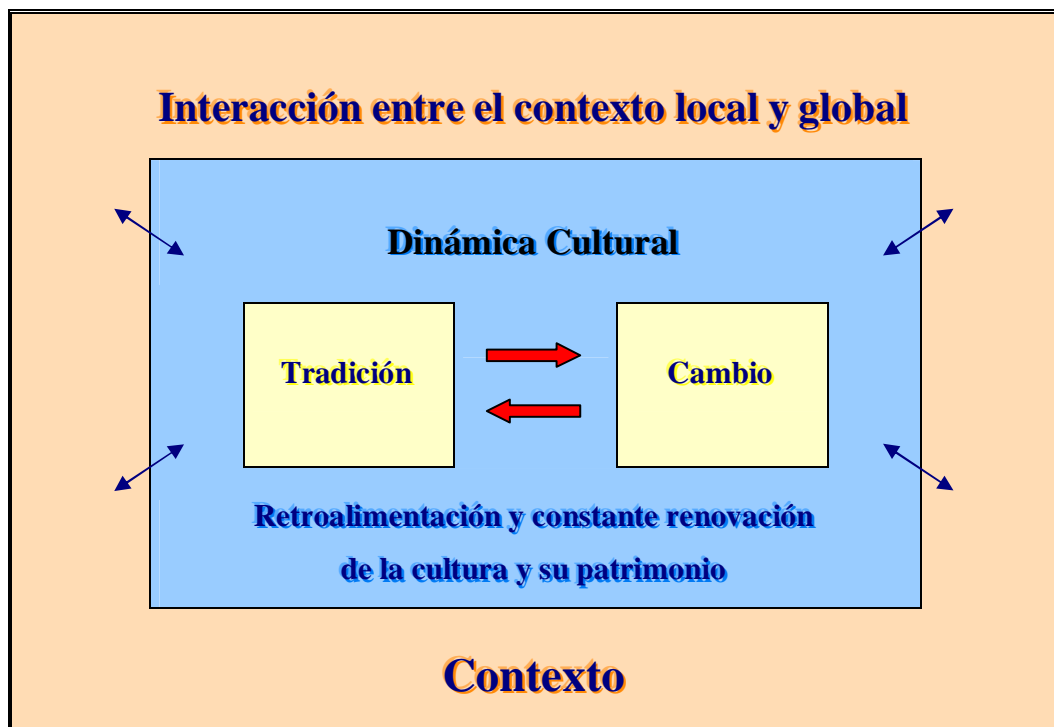 Interacción entre el contexto local y global
Dinámica Cultural
Tradición
Cambio
Retroalimentación y constante renovación
de la cultura y su patrimonio
Contexto